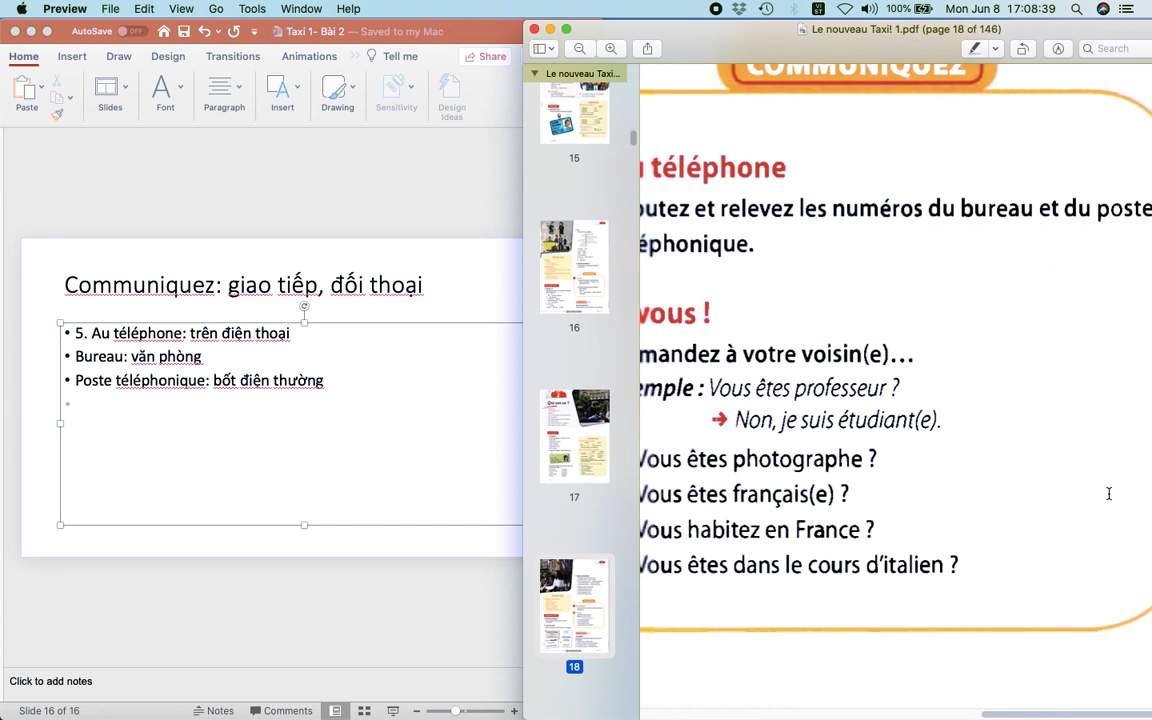 Preview File Edit View Go Tools Window Help
100% Mon Jun 8 17:08:39
AutoSave OFF Taxi 1- Bài 2 — Saved to my Mac
Home Insert Draw Design Transitions Animations Tell me Share
Paste Slides Font Paragraph Insert Drawing Sensitivity Design
Ideas
Communiquez: giao tiếp, đối thoại
• 5. Au téléphone: trên điện thoại
• Bureau: văn phòng
• Poste téléphonique: bốt điện thường
Click to add notes
Slide 16 of 16 Notes Comments
Le nouveau Taxi! 1.pdf (page 18 of 146)
Search
Le nouveau Taxi...
15
16
17
18
COMMUNIQUEZ
téléphone
outez et relevez les numéros du bureau et du poste
éphonique.
vous !
mandez à votre voisin(e)...
emple : Vous êtes professeur ?
➔ Non, je suis étudiant(e).
Vous êtes photographe ?
Vous êtes français(e) ?
Vous habitez en France ?
Vous êtes dans le cours d'italien ?